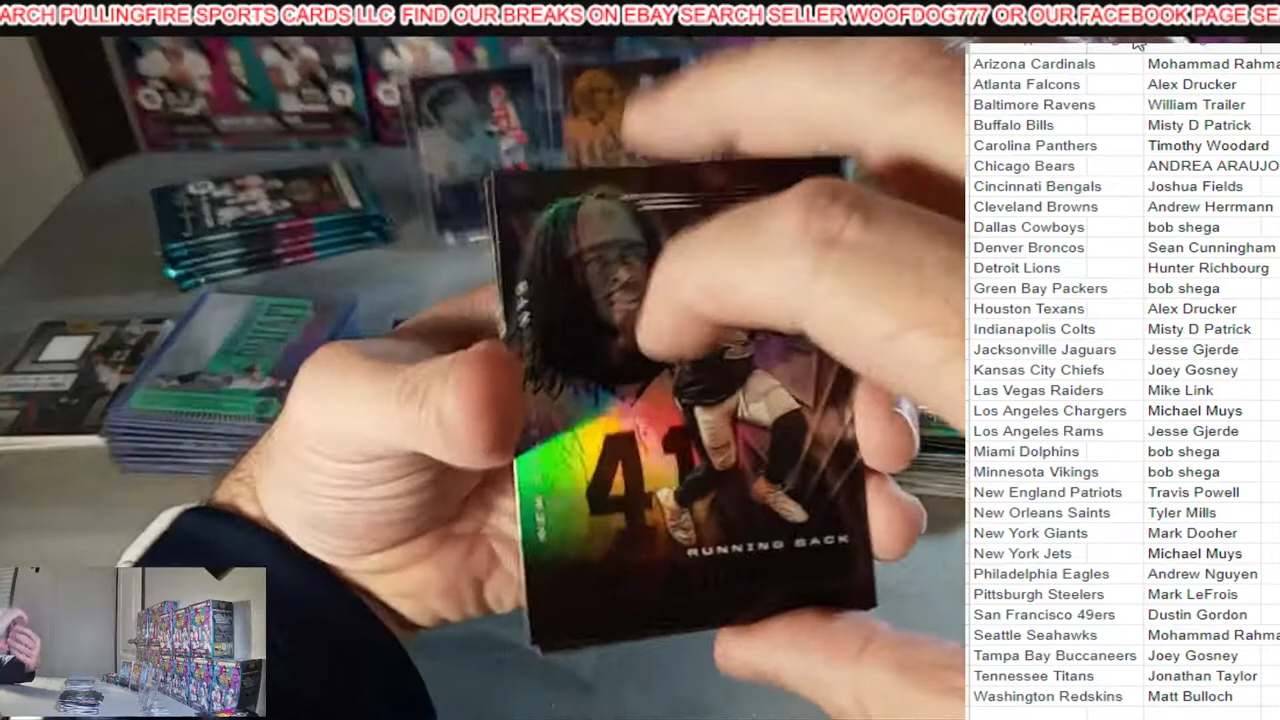 ARCH PULLINGFIRE SPORTS CARDS LLC FIND OUR BREAKS ON EBAY SEARCH SELLER WOOFDOG777 OR OUR FACEBOOK PAGE SE
Arizona Cardinals Mohammad Rahma
Atlanta Falcons Alex Drucker
Baltimore Ravens William Trailer
Buffalo Bills Misty D Patrick
Carolina Panthers Timothy Woodard
Chicago Bears ANDREA ARAUJO
Cincinnati Bengals Joshua Fields
Cleveland Browns Andrew Herrmann
Dallas Cowboys bob shega
Denver Broncos Sean Cunningham
Detroit Lions Hunter Richbourg
Green Bay Packers bob shega
Houston Texans Alex Drucker
Indianapolis Colts Misty D Patrick
Jacksonville Jaguars Jesse Gjerde
Kansas City Chiefs Joey Gosney
Las Vegas Raiders Mike Link
Los Angeles Chargers Michael Muys
Los Angeles Rams Jesse Gjerde
Miami Dolphins bob shega
Minnesota Vikings bob shega
New England Patriots Travis Powell
New Orleans Saints Tyler Mills
New York Giants Mark Dooher
New York Jets Michael Muys
Philadelphia Eagles Andrew Nguyen
Pittsburgh Steelers Mark LeFrois
San Francisco 49ers Dustin Gordon
Seattle Seahawks Mohammad Rahma
Tampa Bay Buccaneers Joey Gosney
Tennessee Titans Jonathan Taylor
Washington Redskins Matt Bulloch
41
NEW
RUNNING BACK